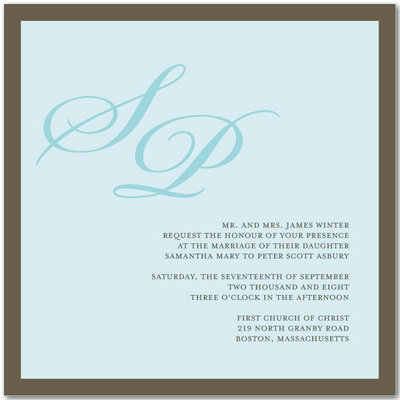 S P
MR. AND MRS. JAMES WINTER
REQUEST THE HONOUR OF YOUR PRESENCE
AT THE MARRIAGE OF THEIR DAUGHTER
SAMANTHA MARY TO PETER SCOTT ASBURY
SATURDAY, THE SEVENTEENTH OF SEPTEMBER
TWO THOUSAND AND EIGHT
THREE O'CLOCK IN THE AFTERNOON
FIRST CHURCH OF CHRIST
219 NORTH GRANBY ROAD
BOSTON, MASSACHUSETTS